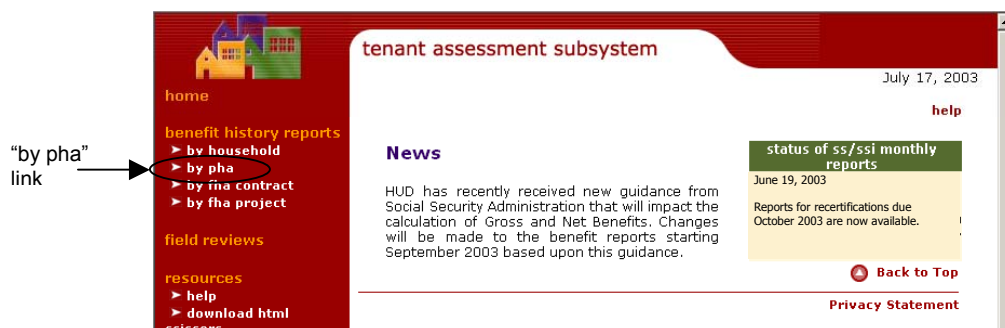 tenant assessment subsystem
July 17, 2003
help
home
benefit history reports
by household
by pha
by fha contract
by fha project
field reviews
resources
help
download html
scissors
"by pha"
link
News
HUD has recently received new guidance from
Social Security Administration that will impact the
calculation of Gross and Net Benefits. Changes
will be made to the benefit reports starting
September 2003 based upon this guidance.
status of ss/ssi monthly
reports
June 19, 2003
Reports for recertifications due
October 2003 are now available.
Back to Top
Privacy Statement